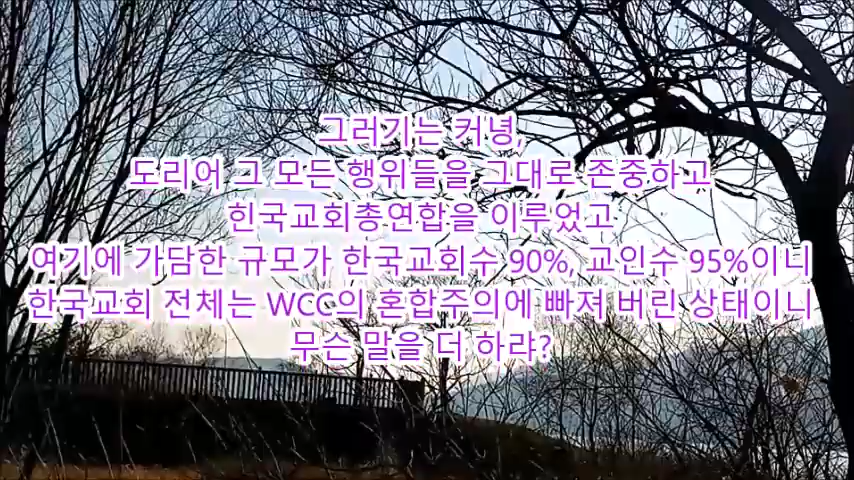 그러기는 커녕,
도리어 그 모든 행위들을 그대로 존중하고
힌국교회총연합을 이루었고
여기에 가담한 규모가 한국교회수 90%, 교인수 95%이니
한국교회 전체는 WCC의 혼합주의에 빠져 버린 상태이니
무슨 말을 더 하랴?